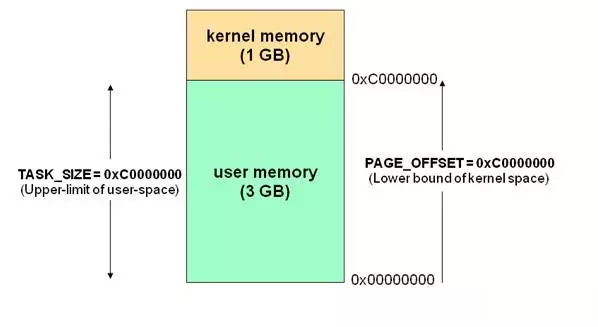 kernel memory
(1 GB)
0xC0000000
TASK_SIZE = 0xC0000000
(Upper-limit of user-space)
user memory
(3 GB)
PAGE_OFFSET = 0xC0000000
(Lower bound of kernel space)
0x00000000